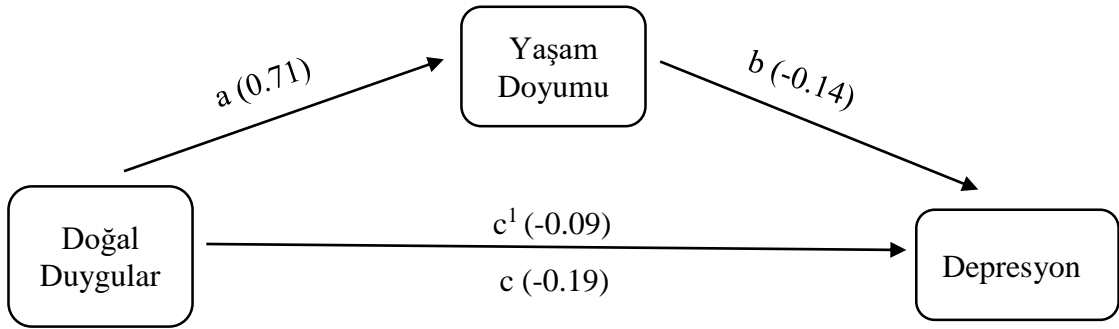 Yaşam
Doyumu
a (0.71)
b (-0.14)
Doğal
Duygular
c¹ (-0.09)
c (-0.19)
Depresyon